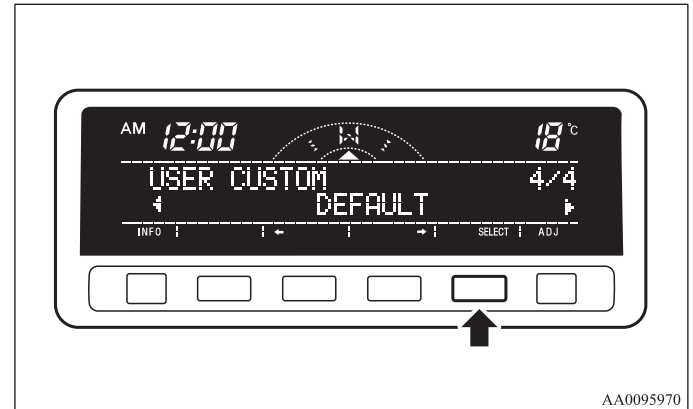 AM 12:00 18°C
USER CUSTOM 4/4
DEFAULT
INFO ← → SELECT ADJ
AA0095970